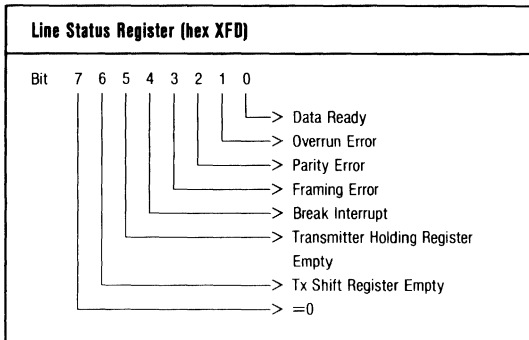 Line Status Register (hex XFD)
Bit 7 6 5 4 3 2 1 0
Data Ready
Overrun Error
Parity Error
Framing Error
Break Interrupt
Transmitter Holding Register
Empty
Tx Shift Register Empty
=0